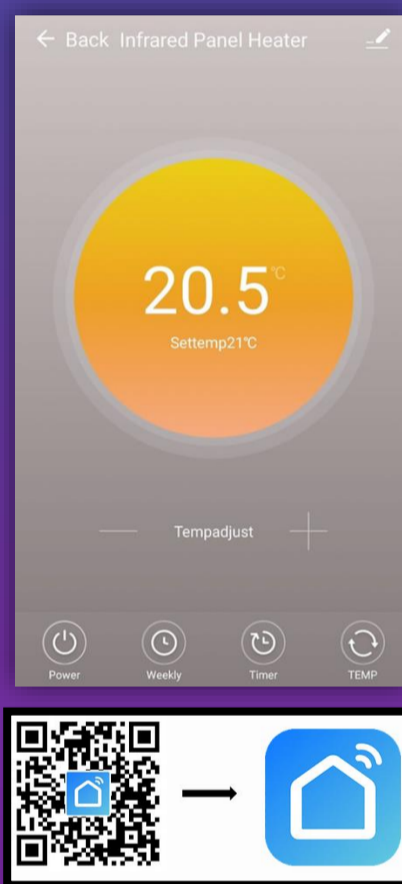 ← Back Infrared Panel Heater
20.5°C
Settemp21°C
— Tempadjust +
Power Weekly Timer TEMP